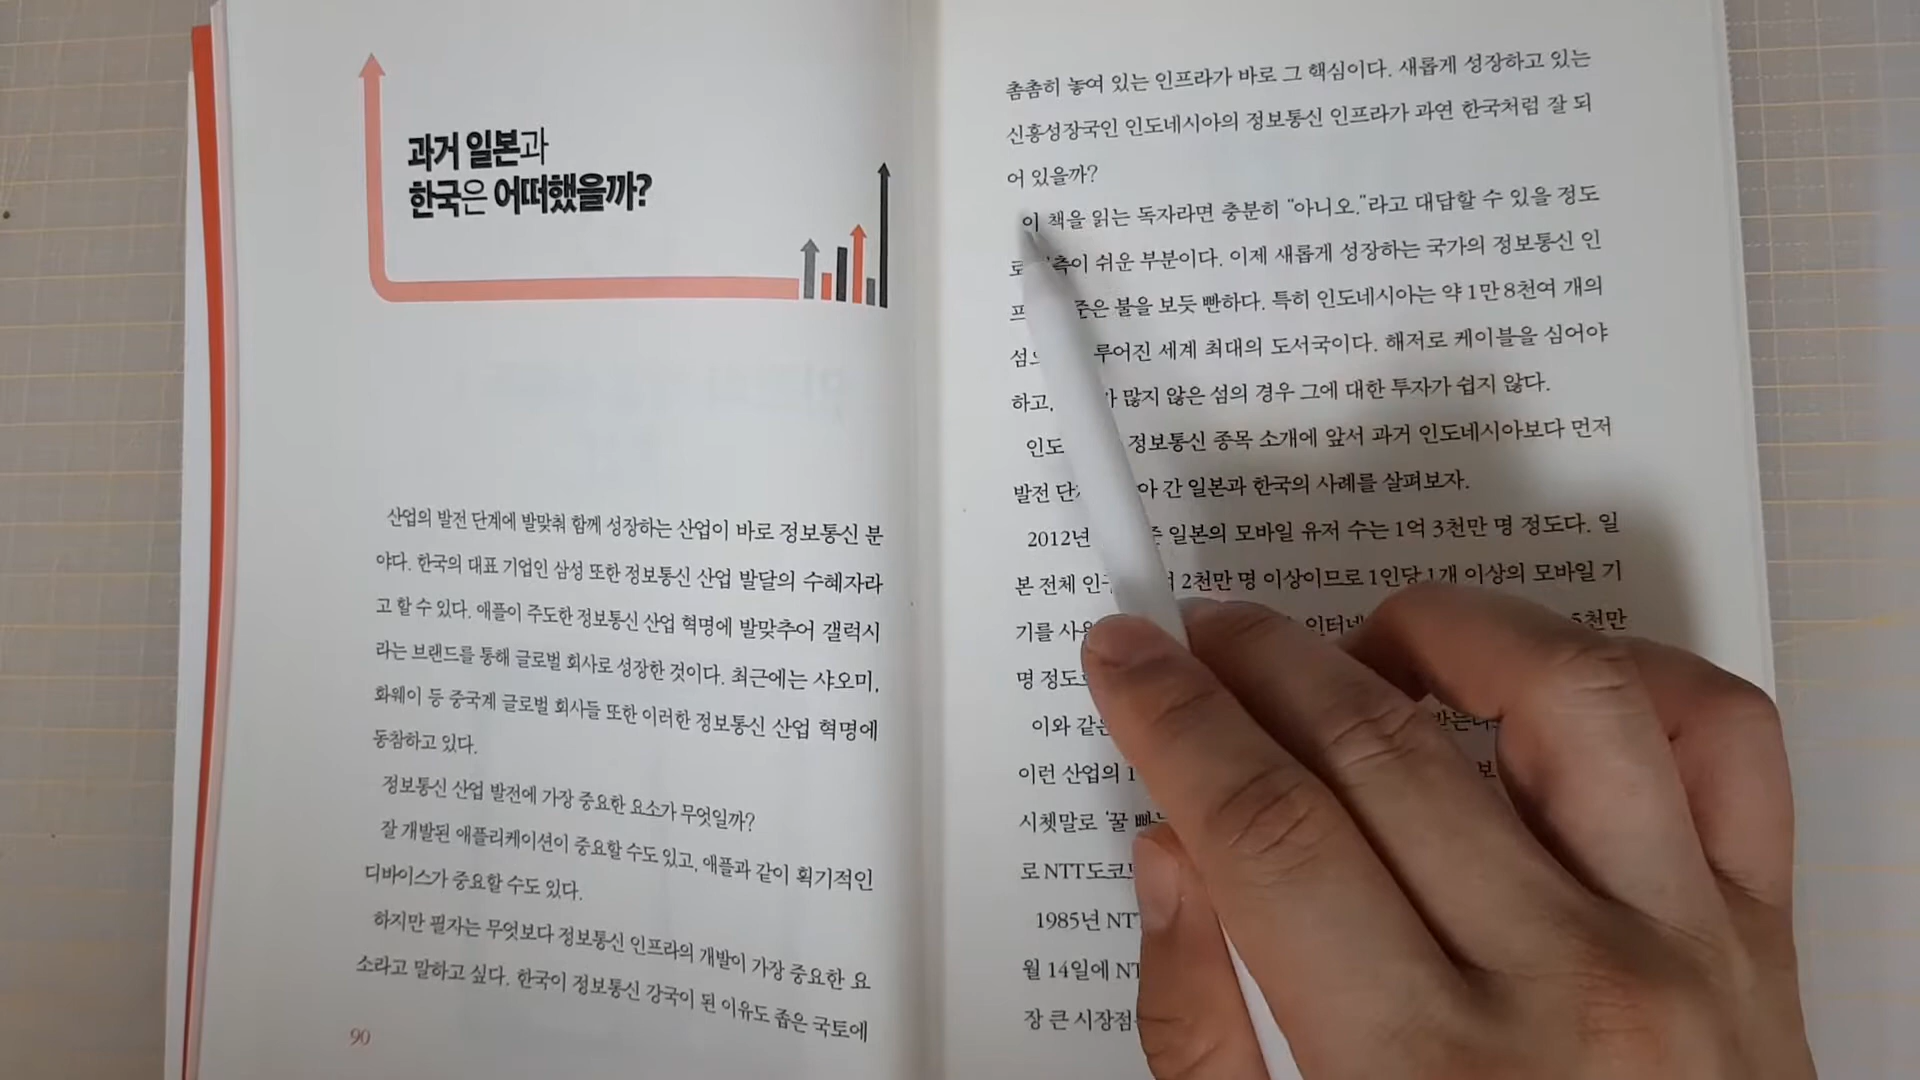 과거 일본과
한국은 어떠했을까?
산업의 발전 단계에 발맞춰 함께 성장하는 산업이 바로 정보통신 분
야다. 한국의 대표 기업인 삼성 또한 정보통신 산업 발달의 수혜자라
고 할 수 있다. 애플이 주도한 정보통신 산업 혁명에 발맞추어 갤럭시
라는 브랜드를 통해 글로벌 회사로 성장한 것이다. 최근에는 샤오미,
화웨이 등 중국계 글로벌 회사들 또한 이러한 정보통신 산업 혁명에
동참하고 있다.
정보통신 산업 발전에 가장 중요한 요소가 무엇일까?
잘 개발된 애플리케이션이 중요할 수도 있고, 애플과 같이 획기적인
디바이스가 중요할 수도 있다.
하지만 필자는 무엇보다 정보통신 인프라의 개발이 가장 중요한 요
소라고 말하고 싶다. 한국이 정보통신 강국이 된 이유도 좁은 국토에
90
촘촘히 놓여 있는 인프라가 바로 그 핵심이다. 새롭게 성장하고 있는
신흥성장국인 인도네시아의 정보통신 인프라가 과연 한국처럼 잘 되
어 있을까?
이 책을 읽는 독자라면 충분히 “아니오.”라고 대답할 수 있을 정도
로 쉬운 부분이다. 이제 새롭게 성장하는 국가의 정보통신 인
불을 보듯 빤하다. 특히 인도네시아는 약 1만 8천여 개의
루어진 세계 최대의 도서국이다. 해저로 케이블을 심어야
하고, 많지 않은 섬의 경우 그에 대한 투자가 쉽지 않다.
인도 정보통신 종목 소개에 앞서 과거 인도네시아보다 먼저
발전 간 일본과 한국의 사례를 살펴보자.
2012년 일본의 모바일 유저 수는 1억 3천만 명 정도다. 일
본 전체 2천만 명 이상이므로 1인당 1개 이상의 모바일 기
기를 5천만
명
이와 같은
이런 산업의
시쳇말로 ‘꿀
로 NTT도코모
1985년
월 14일에
장 큰